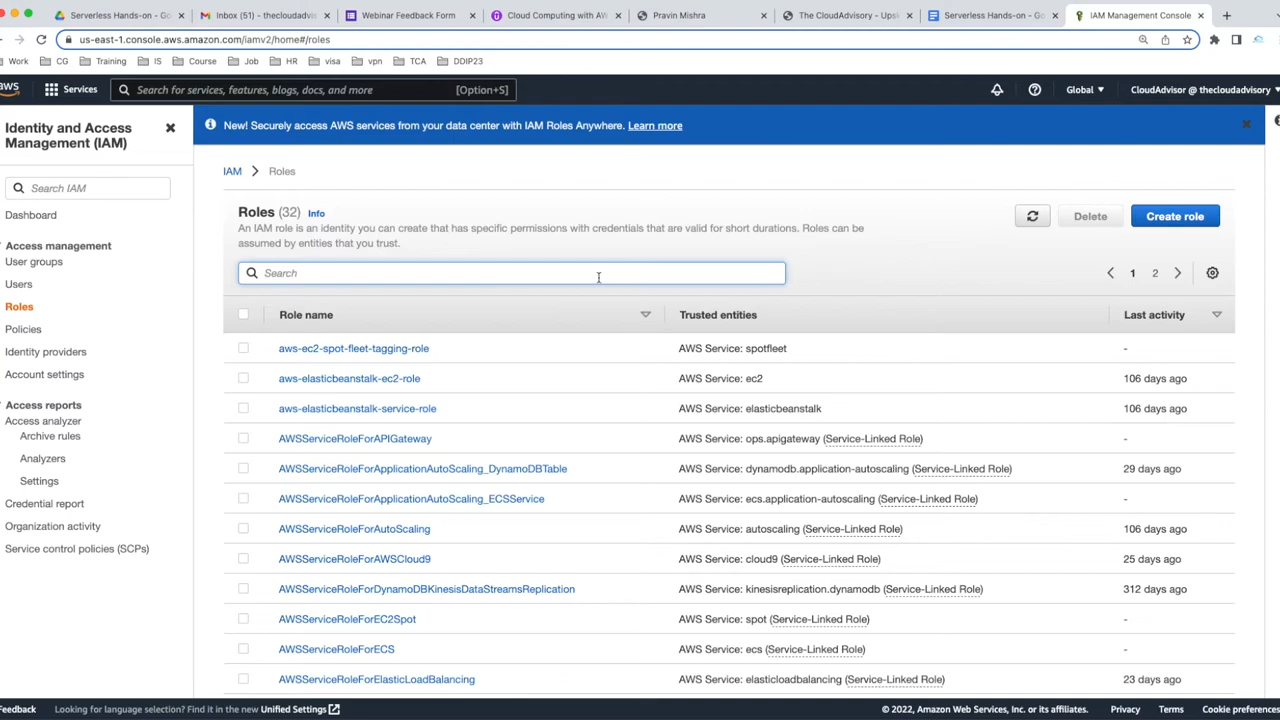 Serverless Hands-on - Go
Inbox (51) - thecloudadvis
Webinar Feedback Form
Cloud Computing with AW
Pravin Mishra
The CloudAdvisory - Upsk
Serverless Hands-on - Go
IAM Management Console
us-east-1.console.aws.amazon.com/iamv2/home#/roles
Work
CG
Training
IS
Course
Job
HR
visa
vpn
TCA
DDIP23
aws
Services
Search for services, features, blogs, docs, and more
[Option+S]
Global
CloudAdvisor @ thecloudadvisory
Identity and Access
Management (IAM)
Search IAM
Dashboard
Access management
User groups
Users
Roles
Policies
Identity providers
Account settings
Access reports
Access analyzer
Archive rules
Analyzers
Settings
Credential report
Organization activity
Service control policies (SCPs)
New! Securely access AWS services from your data center with IAM Roles Anywhere. Learn more
IAM > Roles
Roles (32) Info
An IAM role is an identity you can create that has specific permissions with credentials that are valid for short durations. Roles can be
assumed by entities that you trust.
Delete
Create role
Search
1 2
Role name Trusted entities Last activity
aws-ec2-spot-fleet-tagging-role AWS Service: spotfleet -
aws-elasticbeanstalk-ec2-role AWS Service: ec2 106 days ago
aws-elasticbeanstalk-service-role AWS Service: elasticbeanstalk 106 days ago
AWSServiceRoleForAPIGateway AWS Service: ops.apigateway (Service-Linked Role) -
AWSServiceRoleForApplicationAutoScaling_DynamoDBTable AWS Service: dynamodb.application-autoscaling (Service-Linked Role) 29 days ago
AWSServiceRoleForApplicationAutoScaling_ECSService AWS Service: ecs.application-autoscaling (Service-Linked Role) -
AWSServiceRoleForAutoScaling AWS Service: autoscaling (Service-Linked Role) 106 days ago
AWSServiceRoleForAWSCloud9 AWS Service: cloud9 (Service-Linked Role) 25 days ago
AWSServiceRoleForDynamoDBKinesisDataStreamsReplication AWS Service: kinesisreplication.dynamodb (Service-Linked Role) 312 days ago
AWSServiceRoleForEC2Spot AWS Service: spot (Service-Linked Role) -
AWSServiceRoleForECS AWS Service: ecs (Service-Linked Role) -
AWSServiceRoleForElasticLoadBalancing AWS Service: elasticloadbalancing (Service-Linked Role) 23 days ago
Feedback
Looking for language selection? Find it in the new Unified Settings
© 2022, Amazon Web Services, Inc. or its affiliates.
Privacy
Terms
Cookie preferences